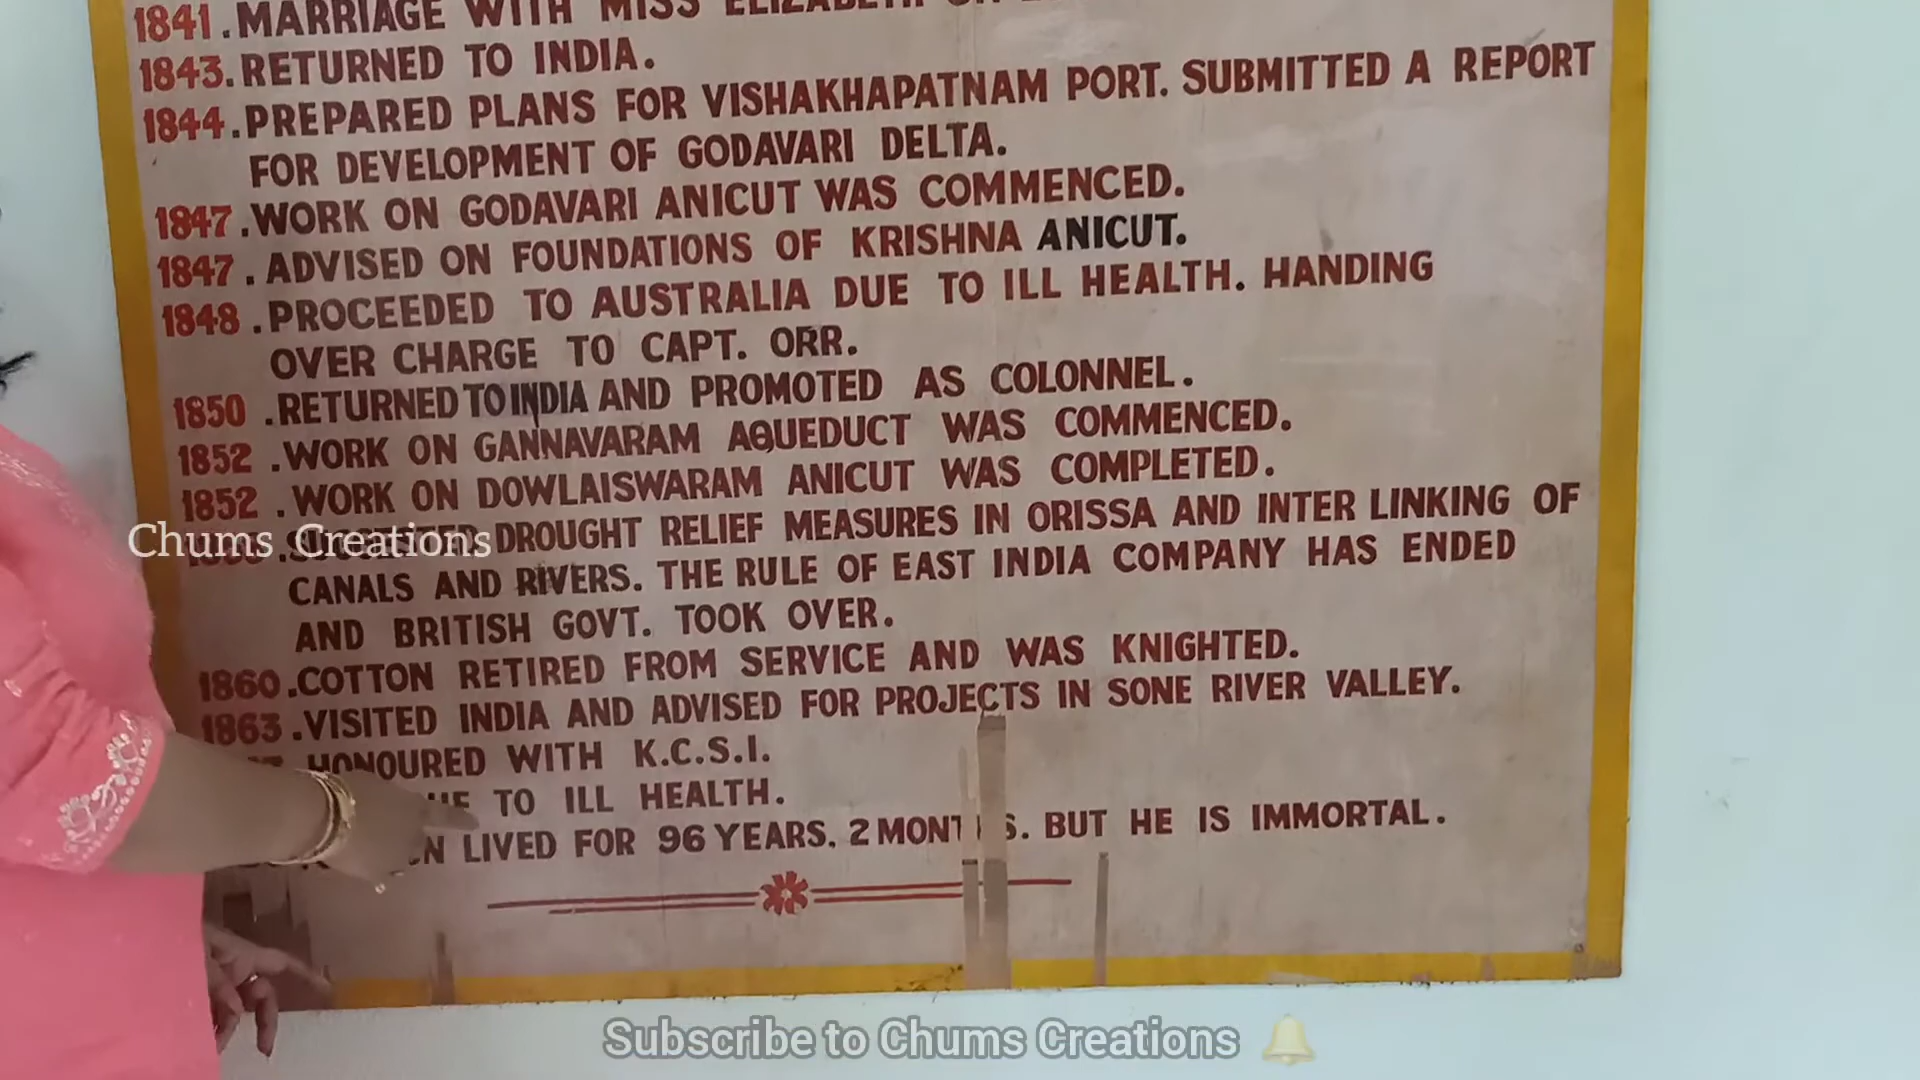 1841. MARRIAGE WITH MISS ELIZABETH
1843. RETURNED TO INDIA.
1844. PREPARED PLANS FOR VISHAKHAPATNAM PORT. SUBMITTED A REPORT
FOR DEVELOPMENT OF GODAVARI DELTA.
1847. WORK ON GODAVARI ANICUT WAS COMMENCED.
1847. ADVISED ON FOUNDATIONS OF KRISHNA ANICUT.
1848. PROCEEDED TO AUSTRALIA DUE TO ILL HEALTH. HANDING
OVER CHARGE TO CAPT. ORR.
1850. RETURNED TO INDIA AND PROMOTED AS COLONNEL.
1852. WORK ON GANNAVARAM AQUEDUCT WAS COMMENCED.
1852. WORK ON DOWLAISWARAM ANICUT WAS COMPLETED.
DROUGHT RELIEF MEASURES IN ORISSA AND INTER LINKING OF
Chums Creations
CANALS AND RIVERS. THE RULE OF EAST INDIA COMPANY HAS ENDED
AND BRITISH GOVT. TOOK OVER.
1860. COTTON RETIRED FROM SERVICE AND WAS KNIGHTED.
1863. VISITED INDIA AND ADVISED FOR PROJECTS IN SONE RIVER VALLEY.
HONOURED WITH K.C.S.I.
TO ILL HEALTH.
LIVED FOR 96 YEARS, 2 MONTHS. BUT HE IS IMMORTAL.
Subscribe to Chums Creations